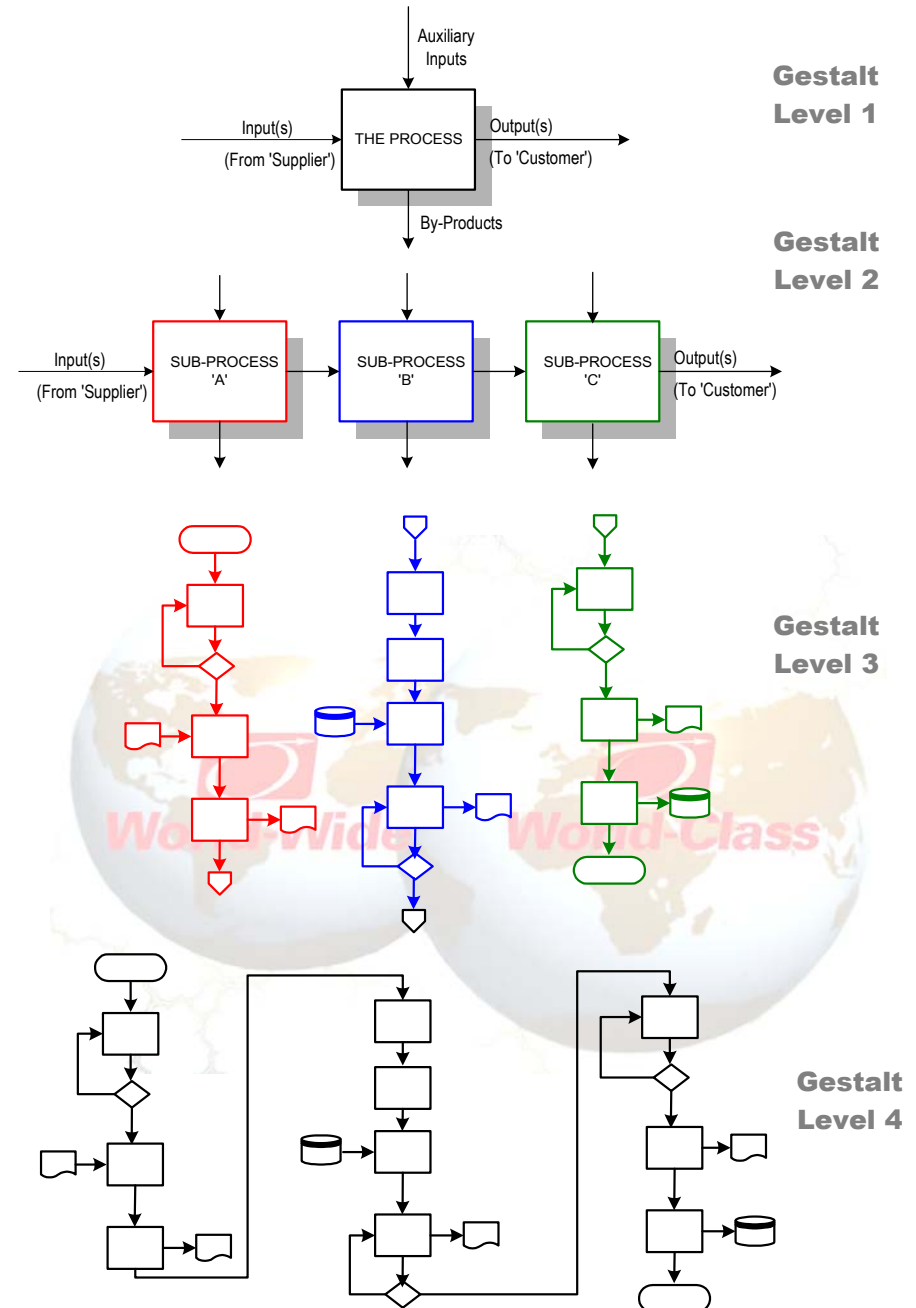 Auxiliary
Inputs
Gestalt
Level 1
Input(s)
(From 'Supplier')
THE PROCESS
Output(s)
(To 'Customer')
By-Products
Gestalt
Level 2
Input(s)
(From 'Supplier')
SUB-PROCESS
'A'
SUB-PROCESS
'B'
SUB-PROCESS
'C'
Output(s)
(To 'Customer')
Gestalt
Level 3
World-Wide World-Class
Gestalt
Level 4